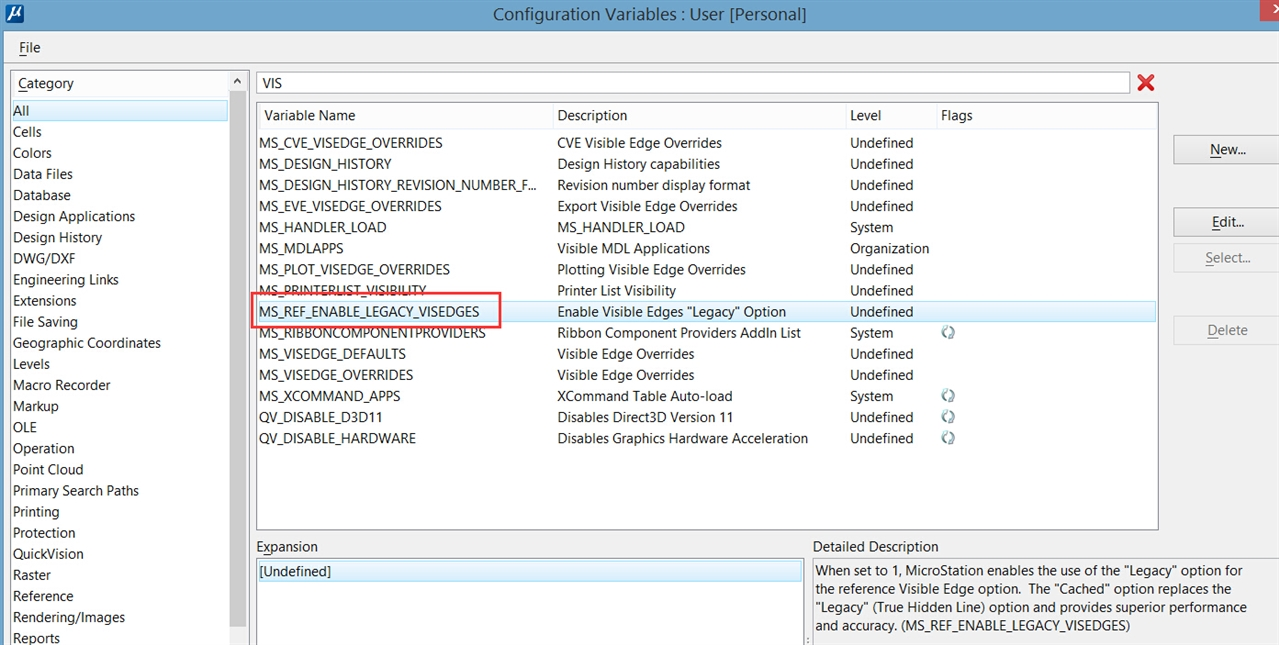 Configuration Variables : User [Personal]
File
Category
All
Cells
Colors
Data Files
Database
Design Applications
Design History
DWG/DXF
Engineering Links
Extensions
File Saving
Geographic Coordinates
Levels
Macro Recorder
Markup
OLE
Operation
Point Cloud
Primary Search Paths
Printing
Protection
QuickVision
Raster
Reference
Rendering/Images
Reports
VIS
Variable Name Description Level Flags
MS_CVE_VISEDGE_OVERRIDES CVE Visible Edge Overrides Undefined
MS_DESIGN_HISTORY Design History capabilities Undefined
MS_DESIGN_HISTORY_REVISION_NUMBER_F... Revision number display format Undefined
MS_EVE_VISEDGE_OVERRIDES Export Visible Edge Overrides Undefined
MS_HANDLER_LOAD MS_HANDLER_LOAD System
MS_MDLAPPS Visible MDL Applications Organization
MS_PLOT_VISEDGE_OVERRIDES Plotting Visible Edge Overrides Undefined
MS_PRINTERLIST_VISIBILITY Printer List Visibility Undefined
MS_REF_ENABLE_LEGACY_VISEDGES Enable Visible Edges "Legacy" Option Undefined
MS_RIBBONCOMPONENTPROVIDERS Ribbon Component Providers AddIn List System
MS_VISEDGE_DEFAULTS Visible Edge Overrides Undefined
MS_VISEDGE_OVERRIDES Visible Edge Overrides Undefined
MS_XCOMMAND_APPS XCommand Table Auto-load System
QV_DISABLE_D3D11 Disables Direct3D Version 11 Undefined
QV_DISABLE_HARDWARE Disables Graphics Hardware Acceleration Undefined
New...
Edit...
Select...
Delete
Expansion
[Undefined]
Detailed Description
When set to 1, MicroStation enables the use of the "Legacy" option for
the reference Visible Edge option. The "Cached" option replaces the
"Legacy" (True Hidden Line) option and provides superior performance
and accuracy. (MS_REF_ENABLE_LEGACY_VISEDGES)